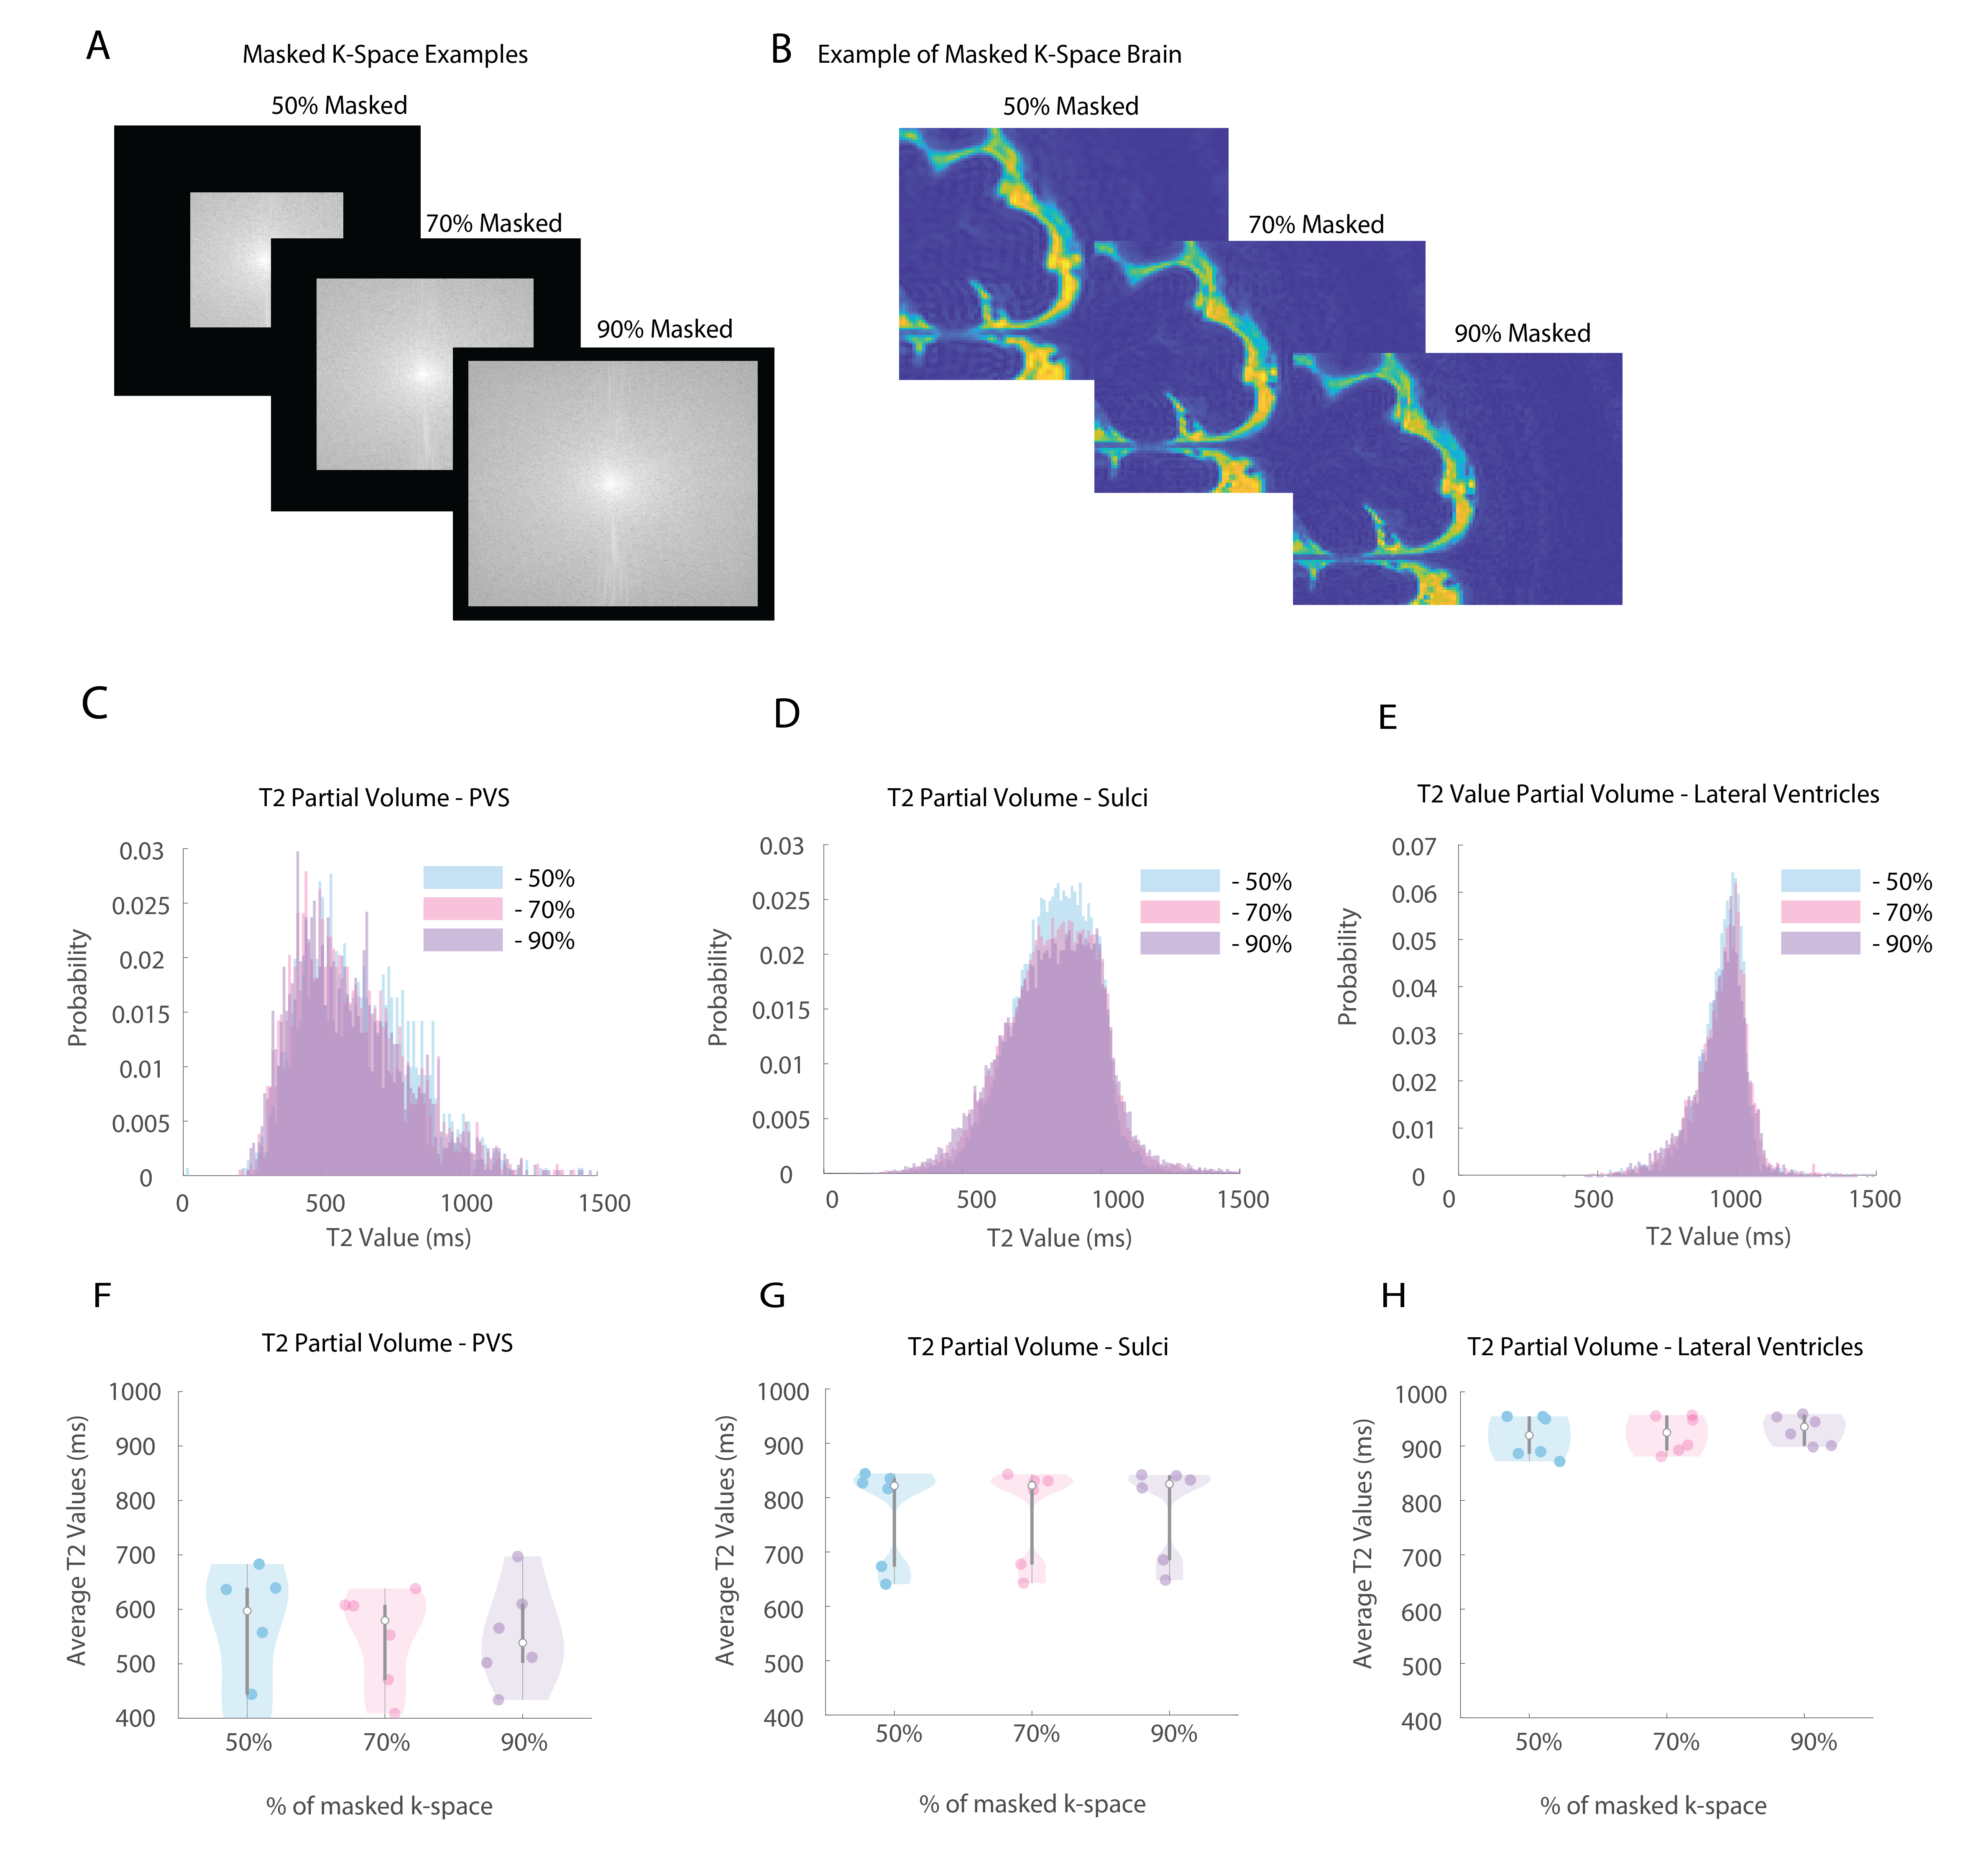 A
Masked K-Space Examples
50% Masked
70% Masked
90% Masked
B
Example of Masked K-Space Brain
50% Masked
70% Masked
90% Masked
C
T2 Partial Volume - PVS
Probability
0.03
0.025
0.02
0.015
0.01
0.005
0
- 50%
- 70%
- 90%
0 500 1000 1500
T2 Value (ms)
D
T2 Partial Volume - Sulci
Probability
0.03
0.025
0.02
0.015
0.01
0.005
0
- 50%
- 70%
- 90%
0 500 1000 1500
T2 Value (ms)
E
T2 Value Partial Volume - Lateral Ventricles
Probability
0.07
0.06
0.05
0.04
0.03
0.02
0.01
0
- 50%
- 70%
- 90%
0 500 1000 1500
T2 Value (ms)
F
T2 Partial Volume - PVS
Average T2 Values (ms)
1000
900
800
700
600
500
400
50% 70% 90%
% of masked k-space
G
T2 Partial Volume - Sulci
Average T2 Values (ms)
1000
900
800
700
600
500
400
50% 70% 90%
% of masked k-space
H
T2 Partial Volume - Lateral Ventricles
Average T2 Values (ms)
1000
900
800
700
600
500
400
50% 70% 90%
% of masked k-space